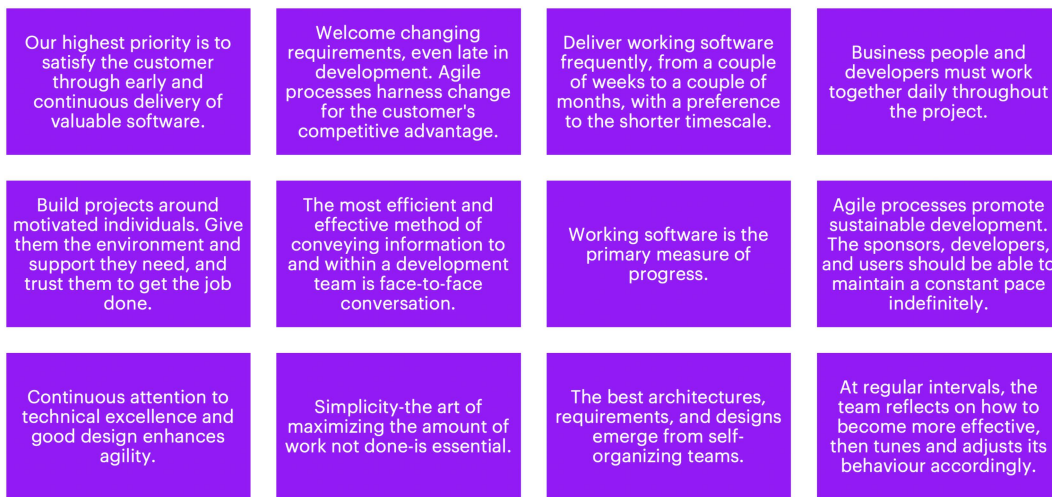 Our highest priority is to
satisfy the customer
through early and
continuous delivery of
valuable software.
Welcome changing
requirements, even late in
development. Agile
processes harness change
for the customer's
competitive advantage.
Deliver working software
frequently, from a couple
of weeks to a couple of
months, with a preference
to the shorter timescale.
Business people and
developers must work
together daily throughout
the project.
Build projects around
motivated individuals. Give
them the environment and
support they need, and
trust them to get the job
done.
The most efficient and
effective method of
conveying information to
and within a development
team is face-to-face
conversation.
Working software is the
primary measure of
progress.
Agile processes promote
sustainable development.
The sponsors, developers,
and users should be able to
maintain a constant pace
indefinitely.
Continuous attention to
technical excellence and
good design enhances
agility.
Simplicity-the art of
maximizing the amount of
work not done-is essential.
The best architectures,
requirements, and designs
emerge from self-
organizing teams.
At regular intervals, the
team reflects on how to
become more effective,
then tunes and adjusts its
behaviour accordingly.